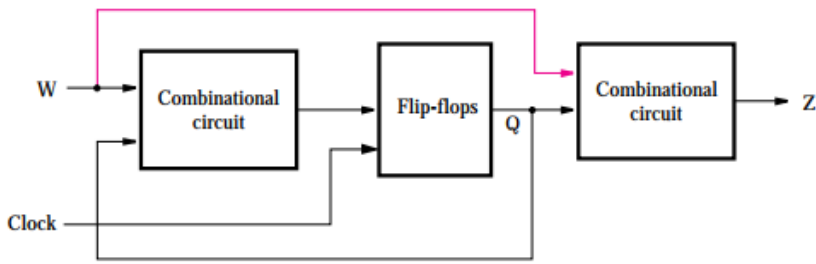 W
Combinational
circuit
Flip-flops
Q
Combinational
circuit
Z
Clock